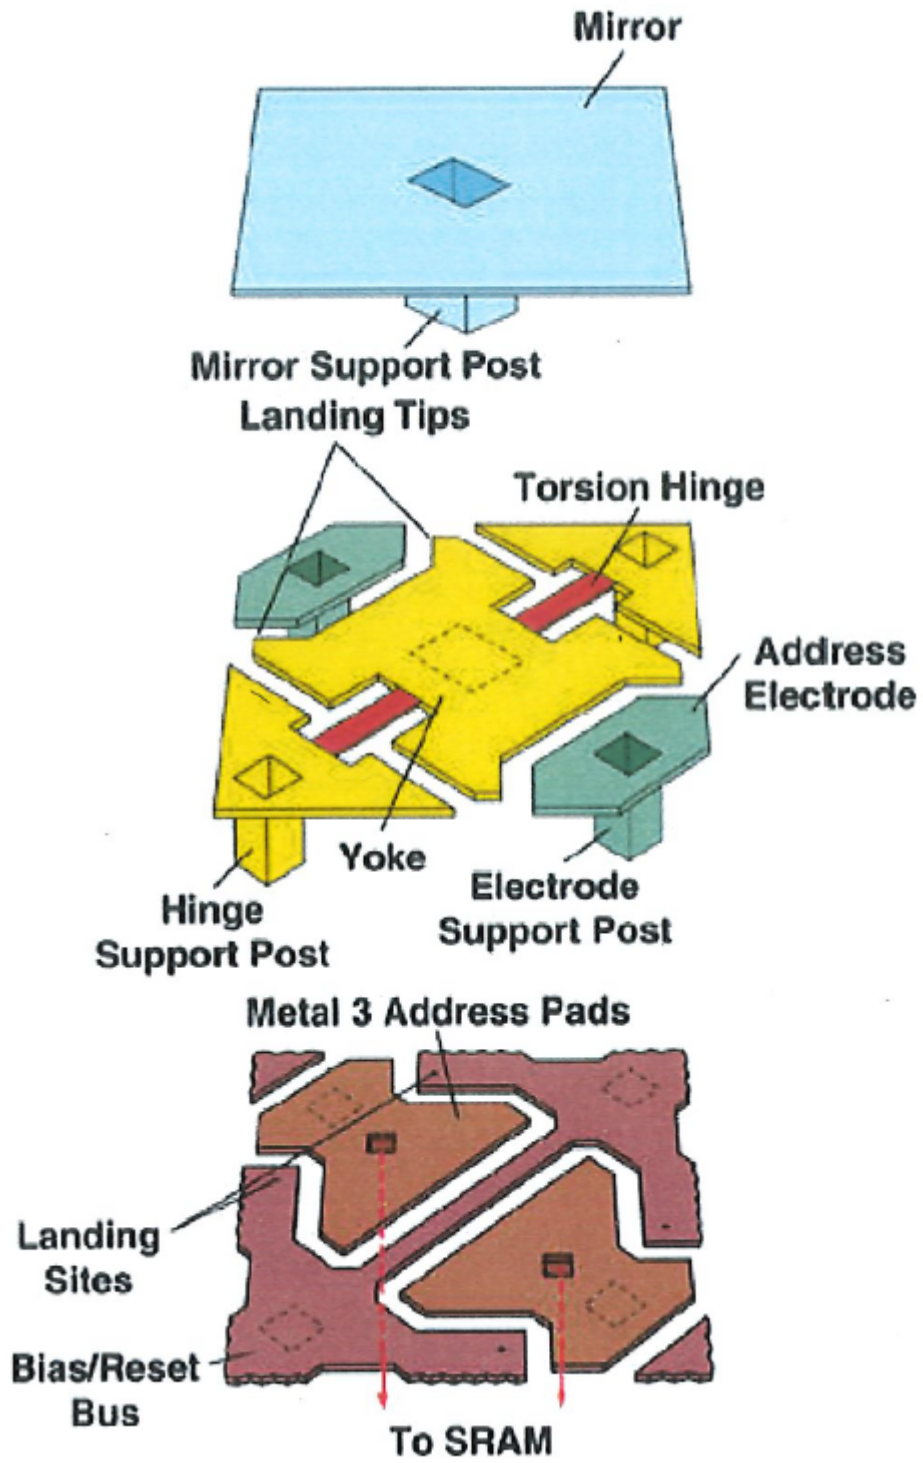 Mirror
Mirror Support Post
Landing Tips
Torsion Hinge
Address
Electrode
Yoke
Hinge
Support Post
Electrode
Support Post
Metal 3 Address Pads
Landing
Sites
Bias/Reset
Bus
To SRAM